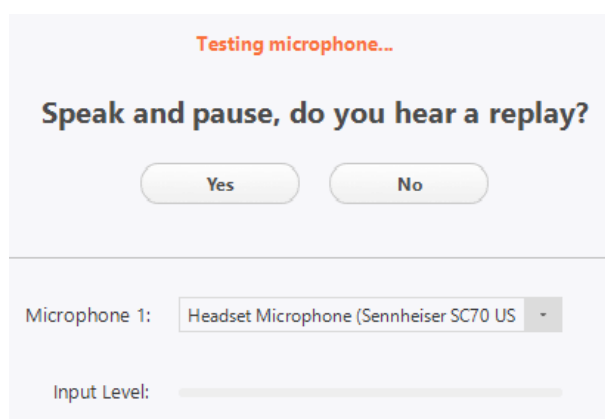 Testing microphone...
Speak and pause, do you hear a replay?
Yes No
Microphone 1: Headset Microphone (Sennheiser SC70 US
Input Level: